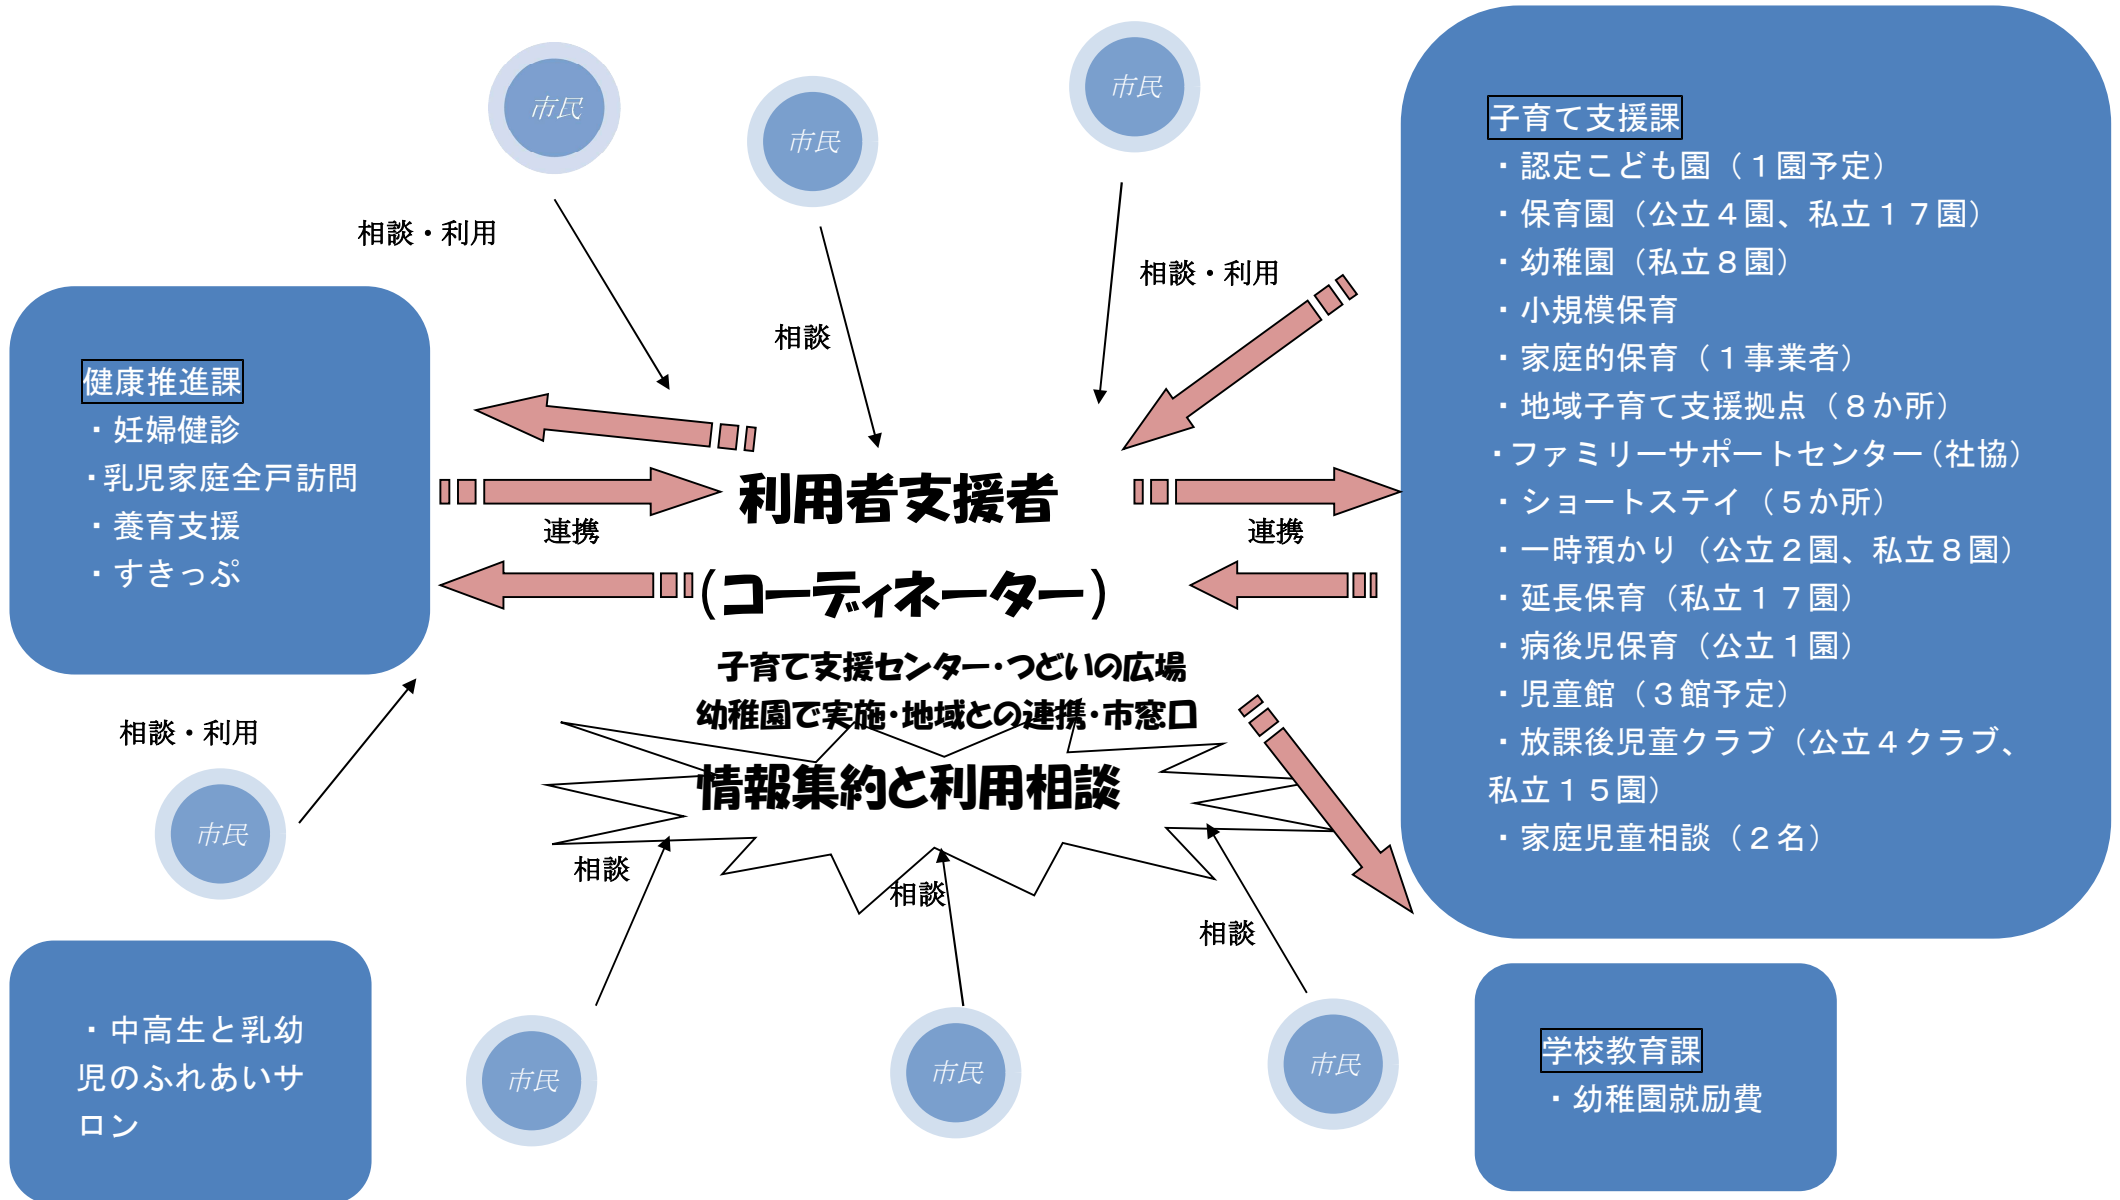 市民
市民
市民
相談・利用
相談
相談・利用
健康推進課
・妊婦健診
・乳児家庭全戸訪問
・養育支援
・すきっぷ
連携
利用者支援者
（コーディネーター）
子育て支援センター・つどいの広場
幼稚園で実施・地域との連携・市窓口
情報集約と利用相談
連携
子育て支援課
・認定こども園（１園予定）
・保育園（公立４園、私立１７園）
・幼稚園（私立８園）
・小規模保育
・家庭的保育（１事業者）
・地域子育て支援拠点（８か所）
・ファミリーサポートセンター（社協）
・ショートステイ（５か所）
・一時預かり（公立２園、私立８園）
・延長保育（私立１７園）
・病後児保育（公立１園）
・児童館（３館予定）
・放課後児童クラブ（公立４クラブ、
私立１５園）
・家庭児童相談（２名）
相談・利用
市民
相談
相談
相談
市民
市民
市民
・中高生と乳幼
児のふれあいサ
ロン
学校教育課
・幼稚園就励費